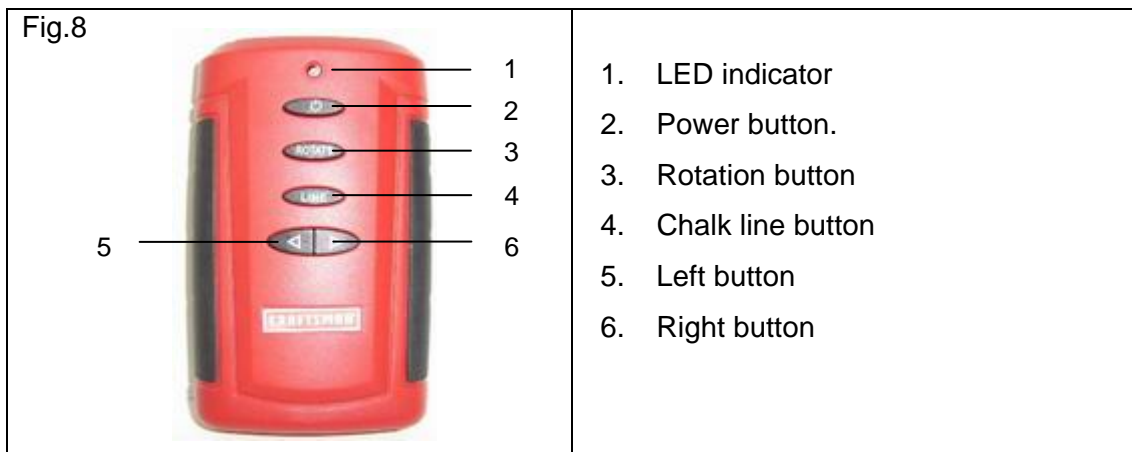 Fig.8
1
2
ROTATE
3
LINE
4
5
6
CRAFTSMAN
1. LED indicator
2. Power button.
3. Rotation button
4. Chalk line button
5. Left button
6. Right button